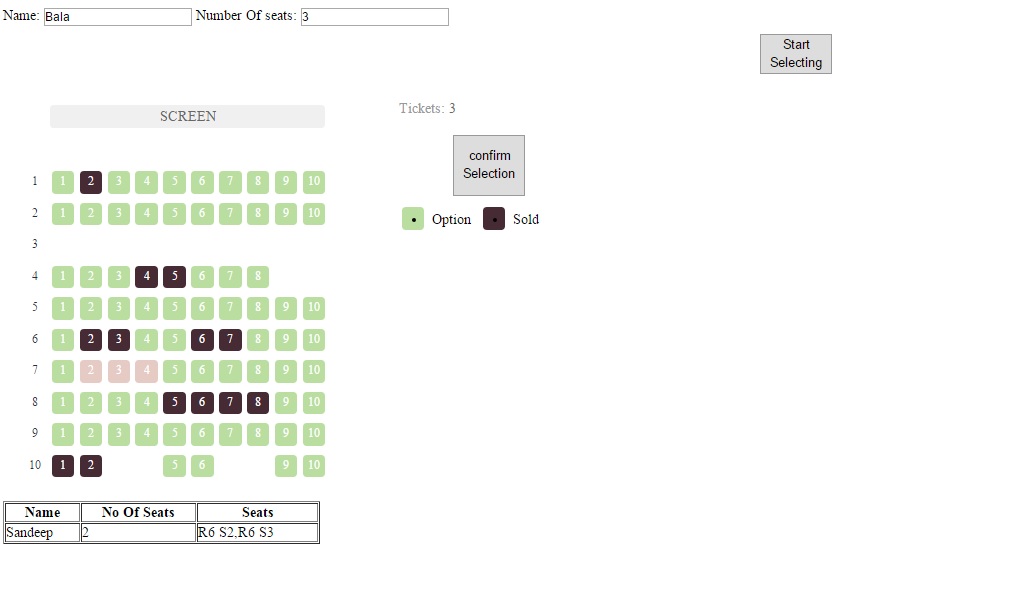 Name: Bala Number Of seats: 3
Start
Selecting
SCREEN
Tickets: 3
confirm
Selection
1 1 2 3 4 5 6 7 8 9 10
2 1 2 3 4 5 6 7 8 9 10
Option Sold
3
4 1 2 3 4 5 6 7 8
5 1 2 3 4 5 6 7 8 9 10
6 1 2 3 4 5 6 7 8 9 10
7 1 2 3 4 5 6 7 8 9 10
8 1 2 3 4 5 6 7 8 9 10
9 1 2 3 4 5 6 7 8 9 10
10 1 2 5 6 9 10
Name No Of Seats Seats
Sandeep 2 R6 S2,R6 S3